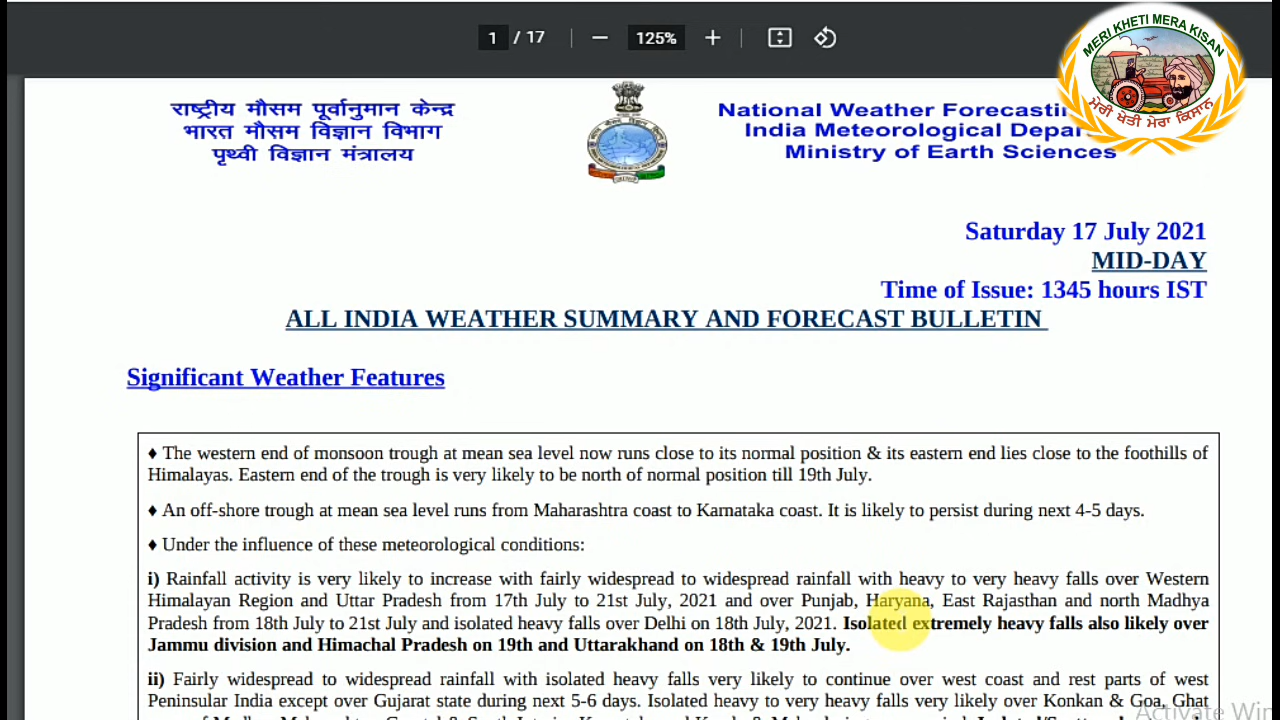 1 / 17
125%
MERI KHETI MERA KISAN
ਮੇਰੀ ਖੇਤੀ ਮੇਰਾ ਕਿਸਾਨ
राष्ट्रीय मौसम पूर्वानुमान केन्द्र
भारत मौसम विज्ञान विभाग
पृथ्वी विज्ञान मंत्रालय
National Weather
India Meteorological
Ministry of Earth Sciences
Saturday 17 July 2021
MID-DAY
Time of Issue: 1345 hours IST
ALL INDIA WEATHER SUMMARY AND FORECAST BULLETIN
Significant Weather Features
♦ The western end of monsoon trough at mean sea level now runs close to its normal position & its eastern end lies close to the foothills of
Himalayas. Eastern end of the trough is very likely to be north of normal position till 19th July.
♦ An off-shore trough at mean sea level runs from Maharashtra coast to Karnataka coast. It is likely to persist during next 4-5 days.
♦ Under the influence of these meteorological conditions:
i) Rainfall activity is very likely to increase with fairly widespread to widespread rainfall with heavy to very heavy falls over Western
Himalayan Region and Uttar Pradesh from 17th July to 21st July, 2021 and over Punjab, Haryana, East Rajasthan and north Madhya
Pradesh from 18th July to 21st July and isolated heavy falls over Delhi on 18th July, 2021. Isolated extremely heavy falls also likely over
Jammu division and Himachal Pradesh on 19th and Uttarakhand on 18th & 19th July.
ii) Fairly widespread to widespread rainfall with isolated heavy falls very likely to continue over west coast and rest parts of west
Peninsular India except over Gujarat state during next 5-6 days. Isolated heavy to very heavy falls very likely over Konkan & Goa, Ghat
Activate Win